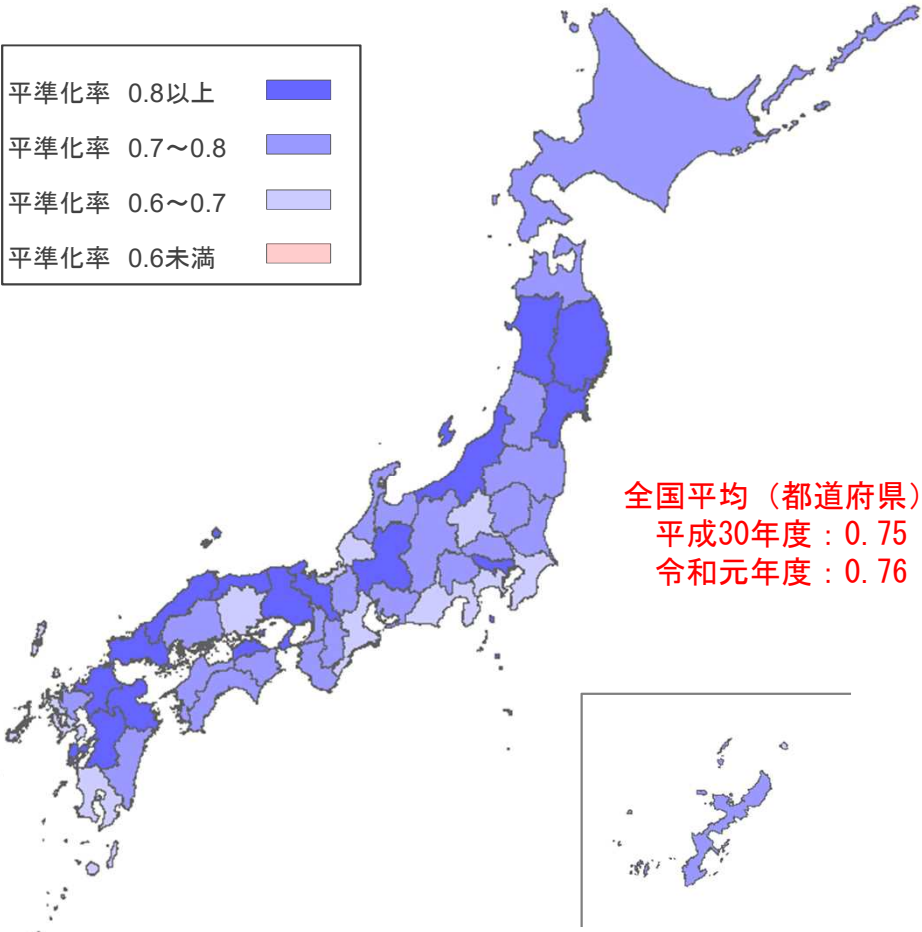 平準化率 0.8以上
平準化率 0.7～0.8
平準化率 0.6～0.7
平準化率 0.6未満
全国平均（都道府県）
平成30年度：0.75
令和元年度：0.76